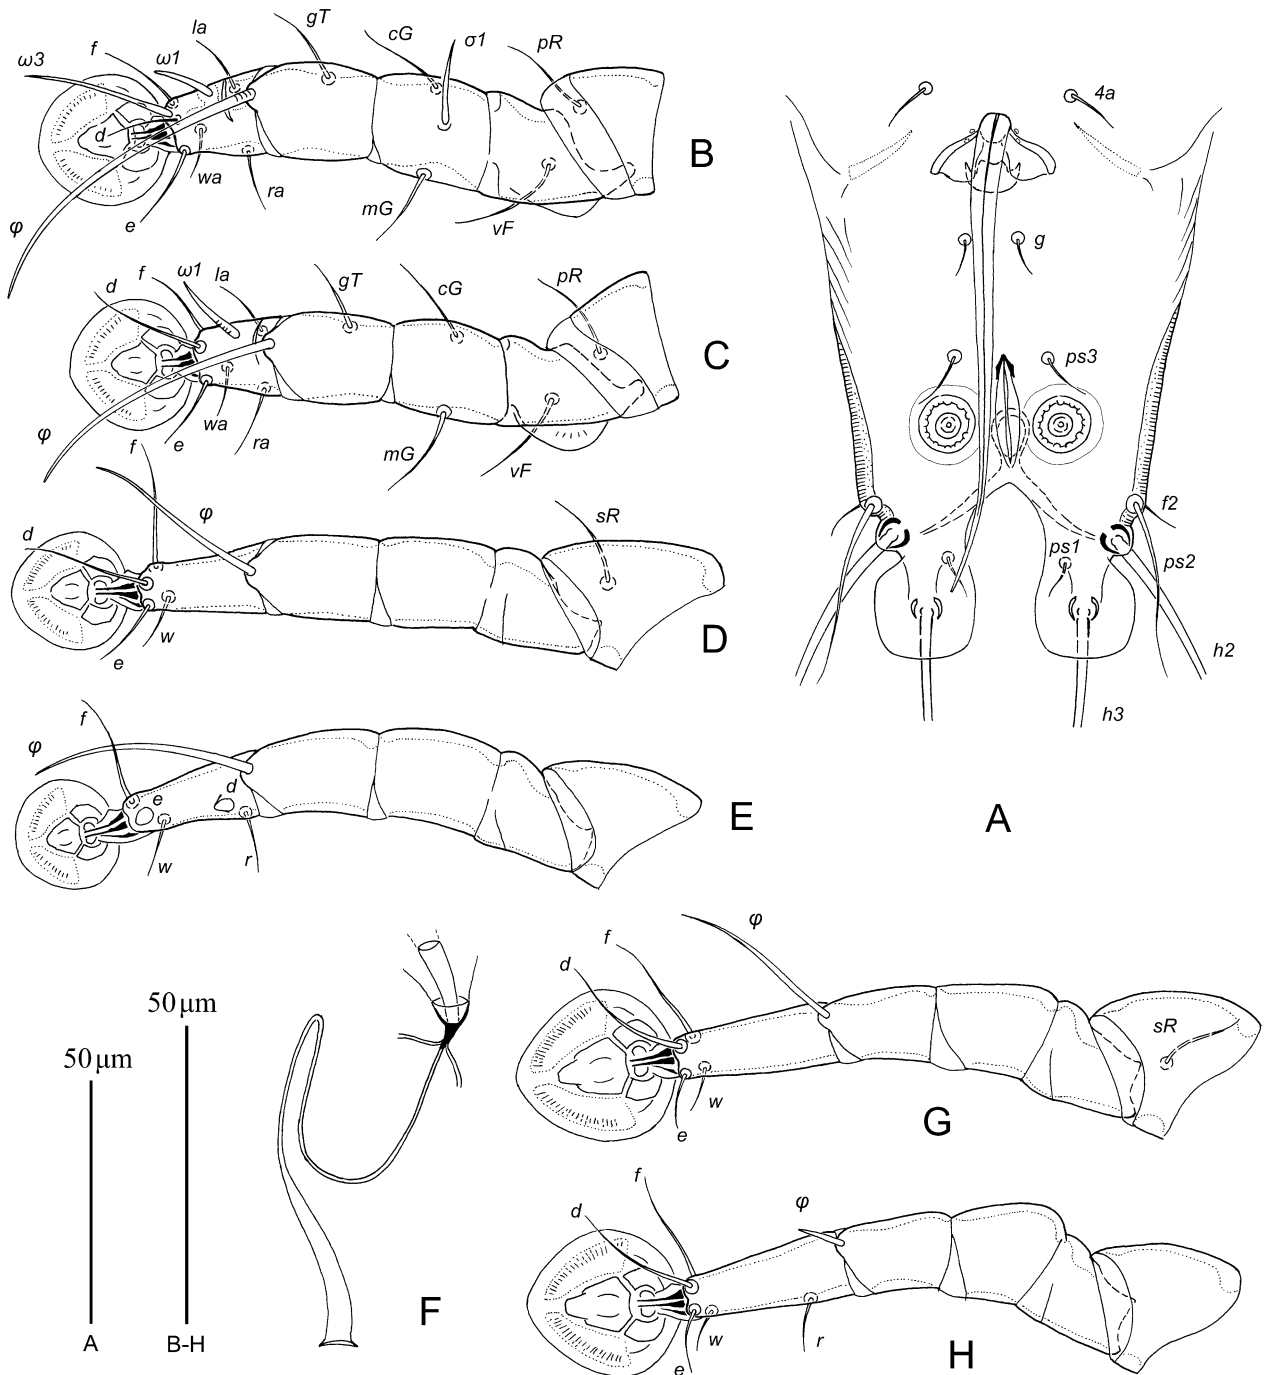 gT
la
cG
σ1
pR
f
ω1
ω3
4a
d
B
wa
ra
mG
vF
e
φ
g
f
ω1
la
gT
cG
pR
d
C
ps3
φ
e
wa
ra
mG
vF
f
φ
sR
f2
d
ps1
ps2
w
D
e
h2
f
h3
φ
e
d
E
A
w
r
φ
f
d
50 μm
50 μm
sR
w
G
e
f
φ
d
F
A
B-H
w
r
H
e